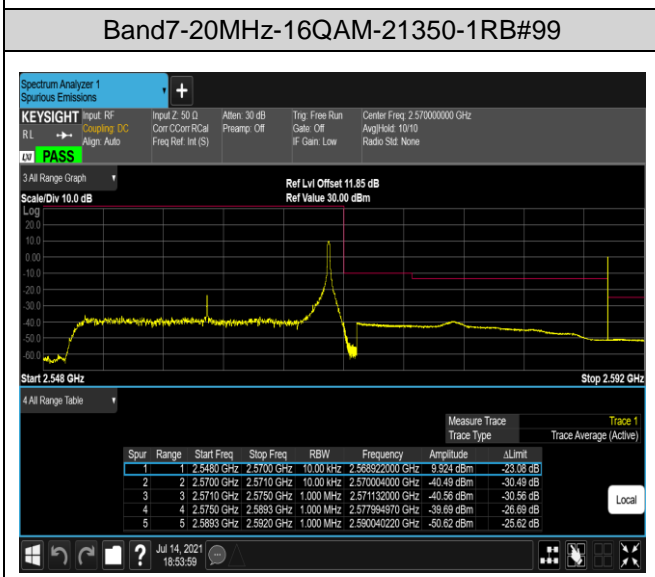 Band7-20MHz-16QAM-21350-1RB#99
Spectrum Analyzer 1
Spurious Emissions
+
KEYSIGHT Input: RF Input Z: 50 Ω Atten: 30 dB Trig: Free Run Center Freq: 2.570000000 GHz
RL Coupling: DC Corr CCorr RCal Preamp: Off Gate: Off Avg|Hold: 10/10
Align: Auto Freq Ref: Int (S) IF Gain: Low Radio Std: None
LXI PASS
3 All Range Graph
Ref Lvl Offset 11.85 dB
Scale/Div 10.0 dB Ref Value 30.00 dBm
Log
20.0
10.0
0.00
-10.0
-20.0
-30.0
-40.0
-50.0
-60.0
Start 2.548 GHz Stop 2.592 GHz
4 All Range Table
Measure Trace Trace 1
Trace Type Trace Average (Active)
Spur Range Start Freq Stop Freq RBW Frequency Amplitude ΔLimit
1 1 2.5480 GHz 2.5700 GHz 10.00 kHz 2.568922000 GHz 9.924 dBm -23.08 dB
2 2 2.5700 GHz 2.5710 GHz 10.00 kHz 2.570004000 GHz -40.49 dBm -30.49 dB
3 3 2.5710 GHz 2.5750 GHz 1.000 MHz 2.571132000 GHz -40.56 dBm -30.56 dB
4 4 2.5750 GHz 2.5893 GHz 1.000 MHz 2.577994970 GHz -39.69 dBm -26.69 dB
5 5 2.5893 GHz 2.5920 GHz 1.000 MHz 2.590040220 GHz -50.62 dBm -25.62 dB
Local
?
Jul 14, 2021
18:53:59